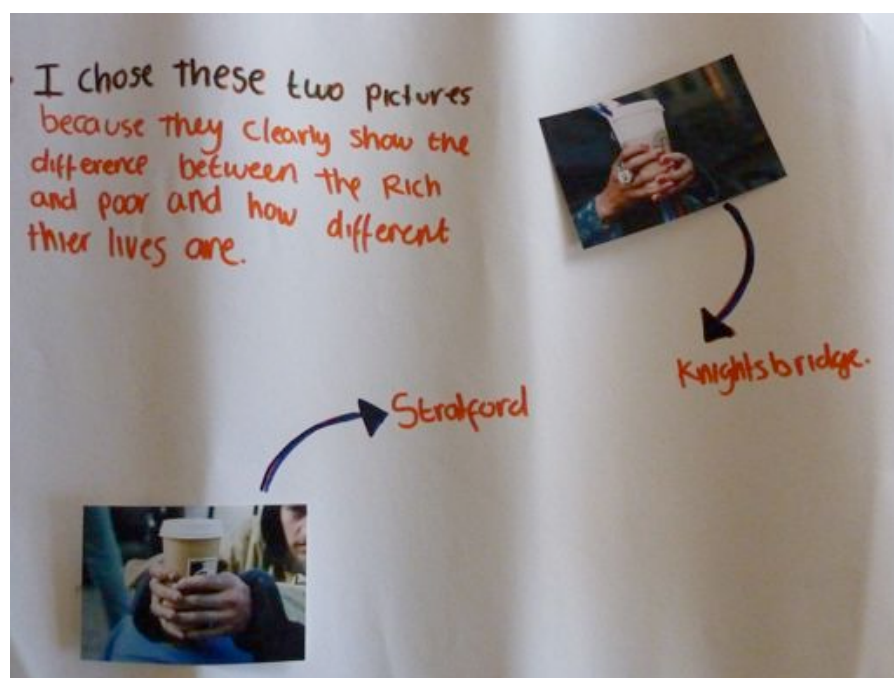 I chose these two pictures
because they clearly show the
difference between the Rich
and poor and how different
thier lives are.
Knightsbridge.
Stratford